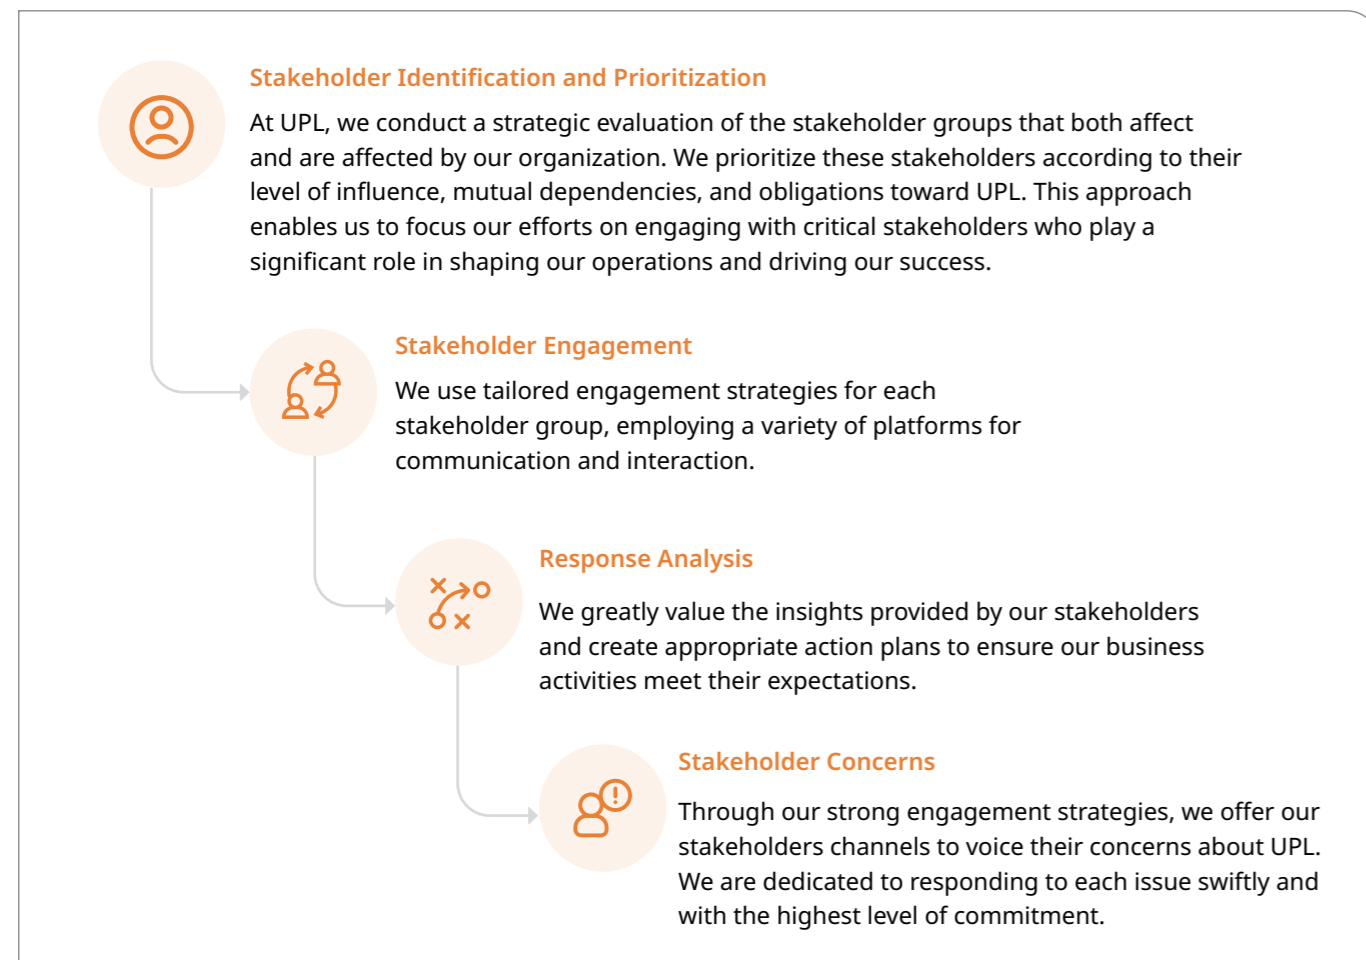 Stakeholder Identification and Prioritization
At UPL, we conduct a strategic evaluation of the stakeholder groups that both affect
and are affected by our organization. We prioritize these stakeholders according to their
level of influence, mutual dependencies, and obligations toward UPL. This approach
enables us to focus our efforts on engaging with critical stakeholders who play a
significant role in shaping our operations and driving our success.
Stakeholder Engagement
We use tailored engagement strategies for each
stakeholder group, employing a variety of platforms for
communication and interaction.
Response Analysis
We greatly value the insights provided by our stakeholders
and create appropriate action plans to ensure our business
activities meet their expectations.
Stakeholder Concerns
Through our strong engagement strategies, we offer our
stakeholders channels to voice their concerns about UPL.
We are dedicated to responding to each issue swiftly and
with the highest level of commitment.